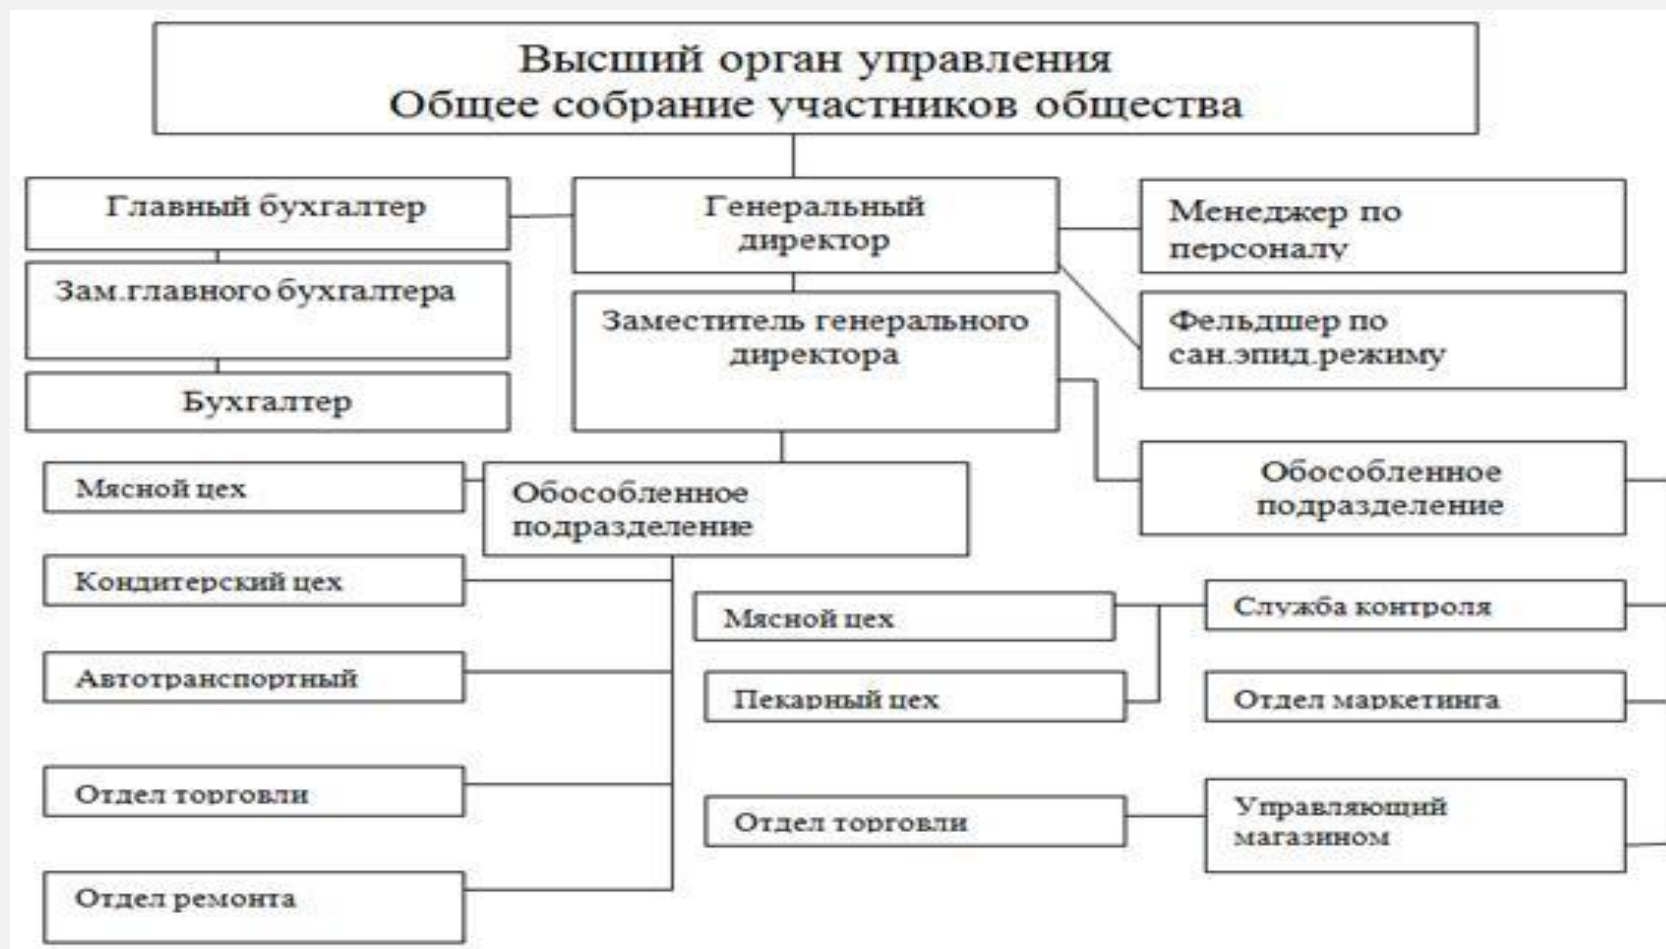 Высший орган управления
Общее собрание участников общества
Главный бухгалтер
Генеральный
директор
Менеджер по
персоналу
Зам.главного бухгалтера
Заместитель генерального
директора
Фельдшер по
сан.эпид.режиму
Бухгалтер
Мясной цех
Обособленное
подразделение
Обособленное
подразделение
Кондитерский цех
Мясной цех
Служба контроля
Автотранспортный
Пекарный цех
Отдел маркетинга
Отдел торговли
Отдел торговли
Управляющий
магазином
Отдел ремонта